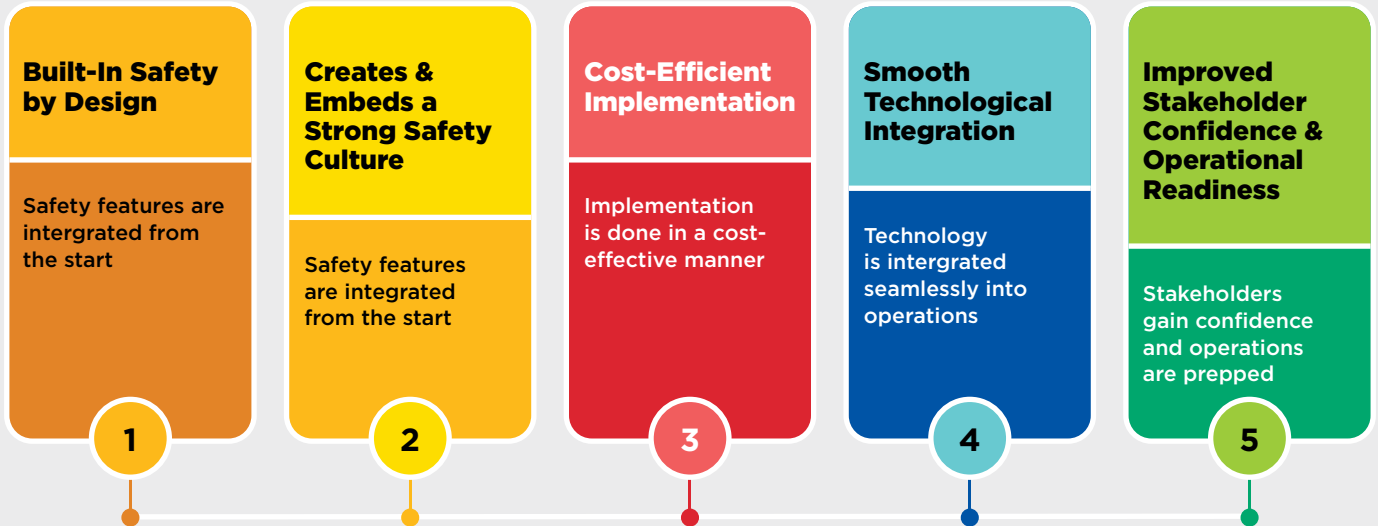 Built-In Safety
by Design
Safety features are
intergrated from
the start
1
Creates &
Embeds a
Strong Safety
Culture
Safety features
are integrated
from the start
2
Cost-Efficient
Implementation
Implementation
is done in a cost-
effective manner
3
Smooth
Technological
Integration
Technology
is intergrated
seamlessly into
operations
4
Improved
Stakeholder
Confidence &
Operational
Readiness
Stakeholders
gain confidence
and operations
are prepped
5